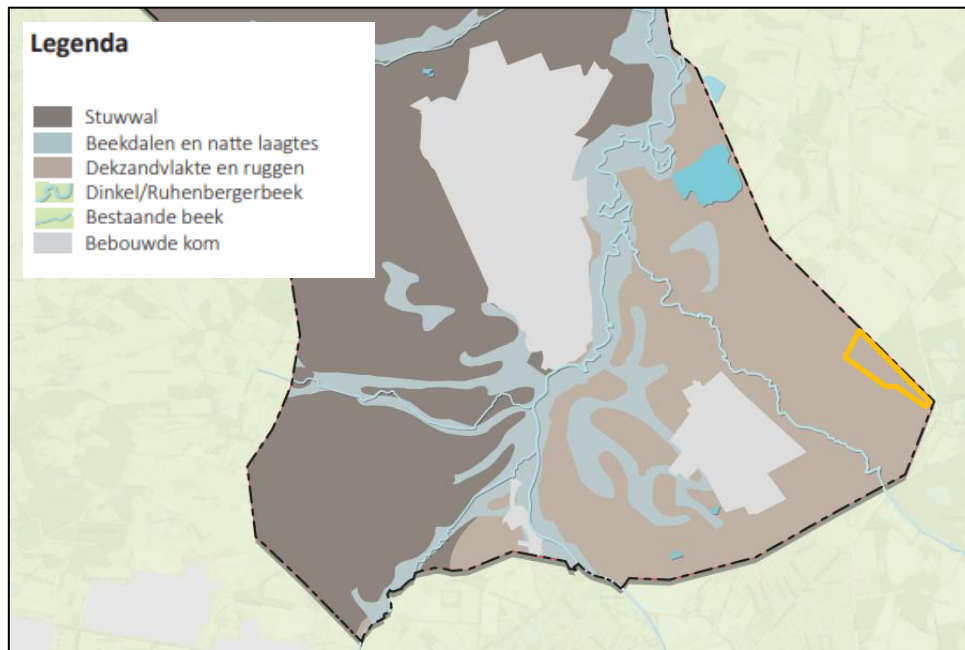 Legenda
Stuwwal
Beekdalen en natte laagtes
Dekzandvlakte en ruggen
Dinkel/Ruhenbergerbeek
Bestaande beek
Bebouwde kom